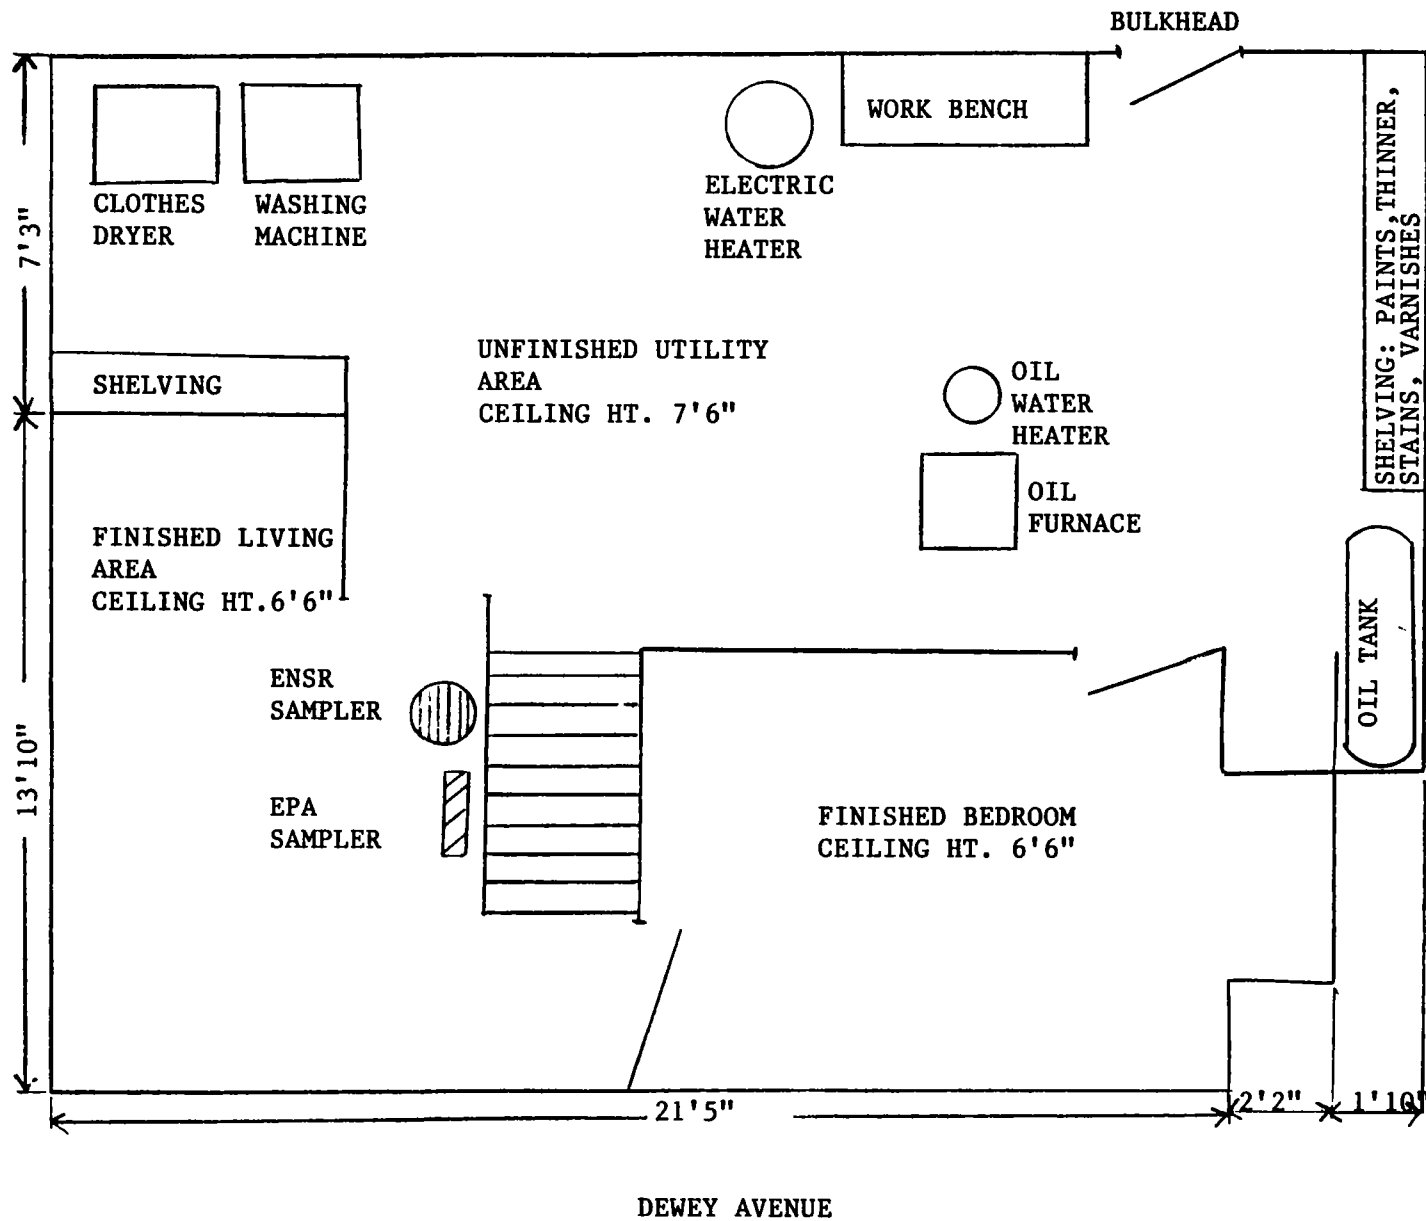 BULKHEAD
WORK BENCH
CLOTHES
DRYER
WASHING
MACHINE
ELECTRIC
WATER
HEATER
SHELVING: PAINTS,THINNER,
STAINS, VARNISHES
7'3"
SHELVING
UNFINISHED UTILITY
AREA
CEILING HT. 7'6"
OIL
WATER
HEATER
OIL
FURNACE
FINISHED LIVING
AREA
CEILING HT.6'6"
OIL TANK
ENSR
SAMPLER
13'10"
EPA
SAMPLER
FINISHED BEDROOM
CEILING HT. 6'6"
21'5"
2'2"
1'10"
DEWEY AVENUE